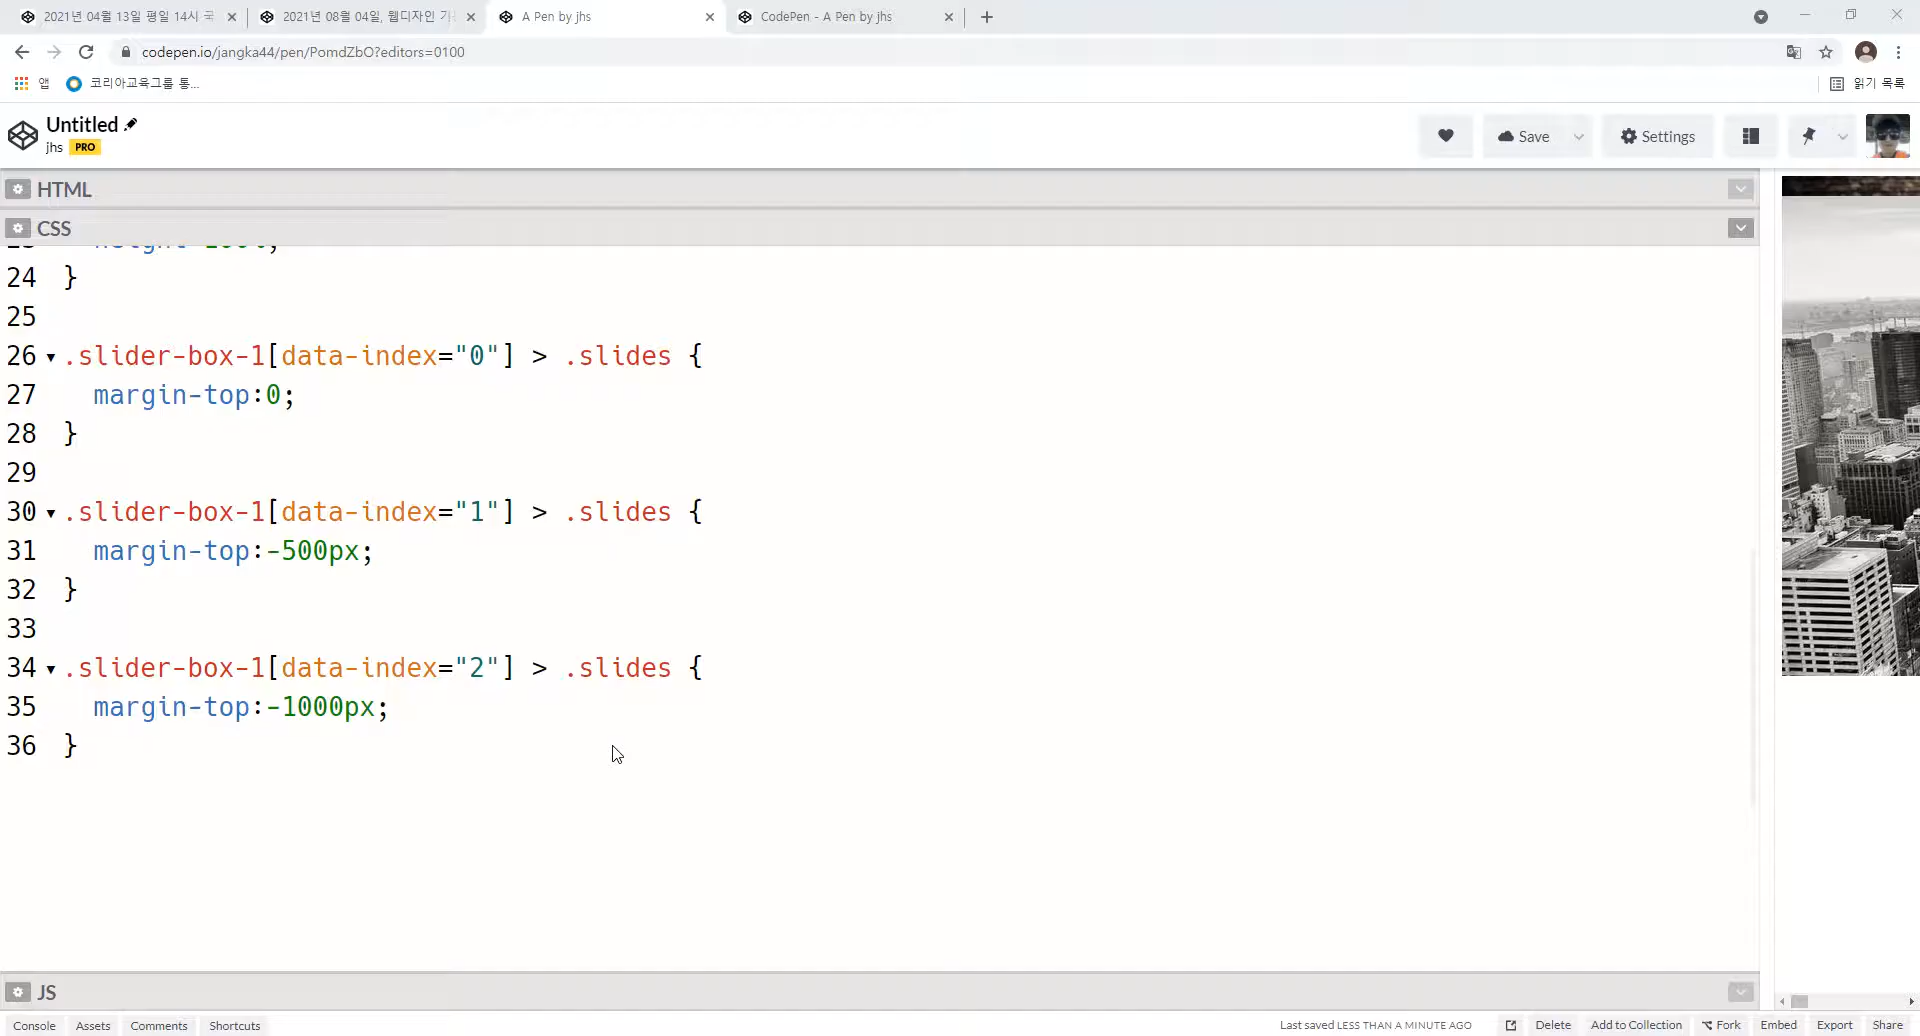 2021년 04월 13일 평일 14시 국
2021년 08월 04일, 웹디자인 기
A Pen by jhs
CodePen - A Pen by jhs
codepen.io/jangka44/pen/PomdZbO?editors=0100
앱
코리아교육그룹 통...
읽기 목록
Untitled
jhs PRO
Save
Settings
HTML
CSS
24 }
25
26 .slider-box-1[data-index="0"] > .slides {
27 margin-top:0;
28 }
29
30 .slider-box-1[data-index="1"] > .slides {
31 margin-top:-500px;
32 }
33
34 .slider-box-1[data-index="2"] > .slides {
35 margin-top:-1000px;
36 }
JS
Console Assets Comments Shortcuts Last saved LESS THAN A MINUTE AGO Delete Add to Collection Fork Embed Export Share